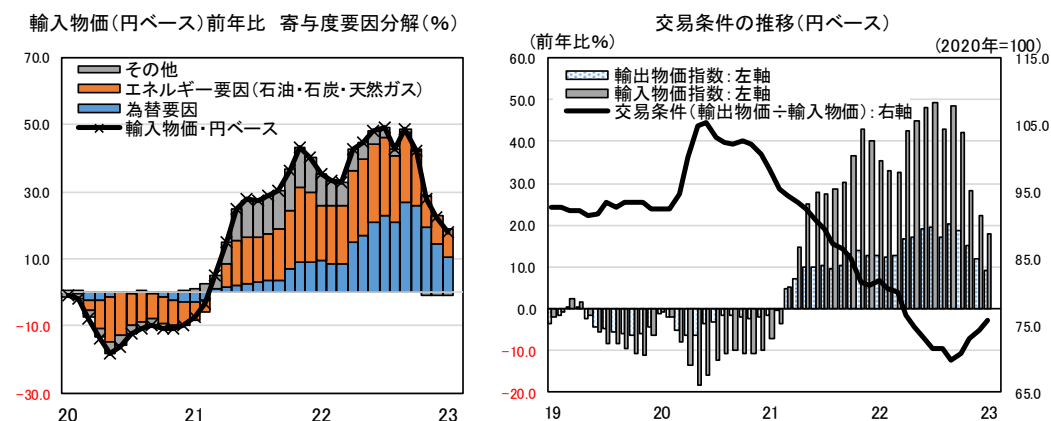 輸入物価(円ベース)前年比 寄与度要因分解(%)
70.0
50.0
30.0
10.0
-10.0
-30.0
その他
エネルギー要因(石油・石炭・天然ガス)
為替要因
輸入物価・円ベース
20
21
22
23
交易条件の推移(円ベース)
(前年比%)
(2020年=100)
60.0
50.0
40.0
30.0
20.0
10.0
0.0
-10.0
-20.0
115.0
105.0
95.0
85.0
75.0
65.0
輸出物価指数:左軸
輸入物価指数:左軸
交易条件(輸出物価÷輸入物価):右軸
19
20
21
22
23